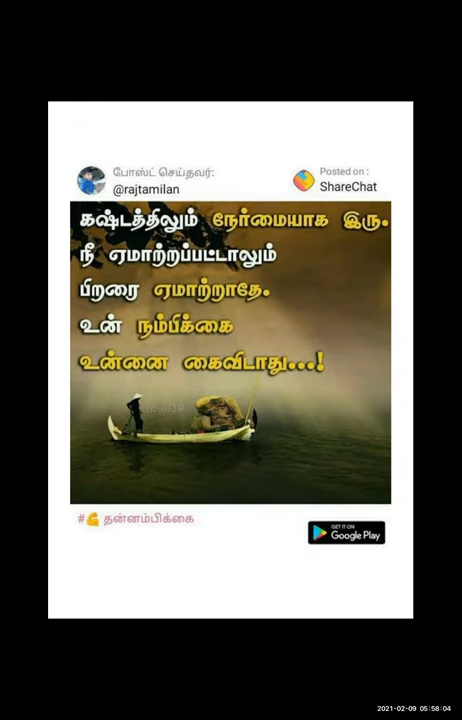 போஸ்ட் செய்தவர்:
@rajtamilan
Posted on :
ShareChat
கஷ்டத்திலும் நேர்மையாக இரு.
நீ ஏமாற்றப்பட்டாலும்
பிறரை ஏமாற்றாதே.
உன் நம்பிக்கை
உன்னை கைவிடாது...!
#💪 தன்னம்பிக்கை
GET IT ON
Google Play
2021-02-09 05:58:04